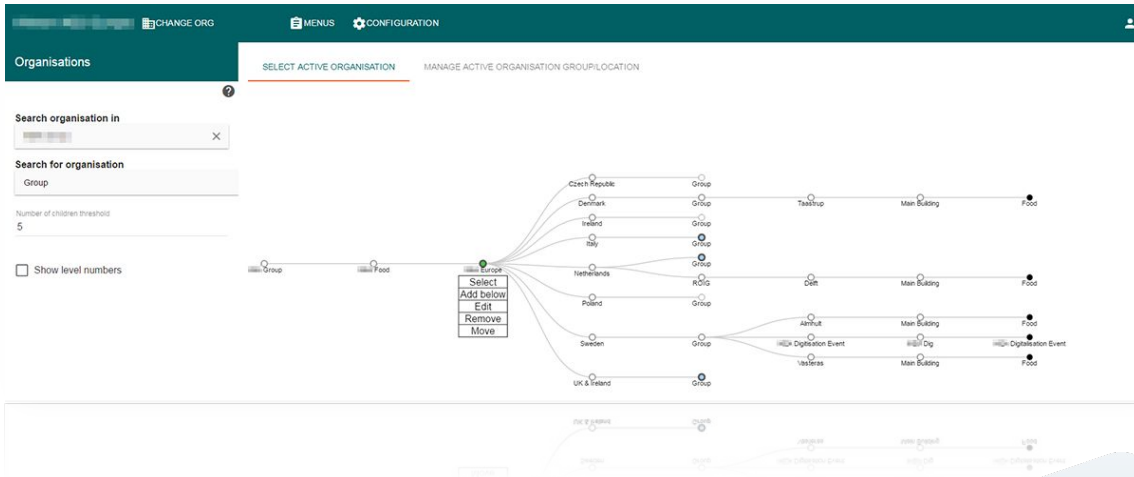 CHANGE ORG MENUS CONFIGURATION
Organisations
SELECT ACTIVE ORGANISATION MANAGE ACTIVE ORGANISATION GROUP/LOCATION
Search organisation in
Search for organisation
Group
Number of children threshold
5
Show level numbers
Czech Republic Group
Denmark Group Taastrup Main Building Food
Ireland Group
Italy Group
Group
Group Food Europe Netherlands
ROIG Delft Main Building Food
Select
Add below
Edit
Remove
Move
Poland Group
Almhult Main Building Food
Sweden Group Digitisation Event Dig Digitalisation Event
Vasteras Main Building Food
UK & Ireland Group